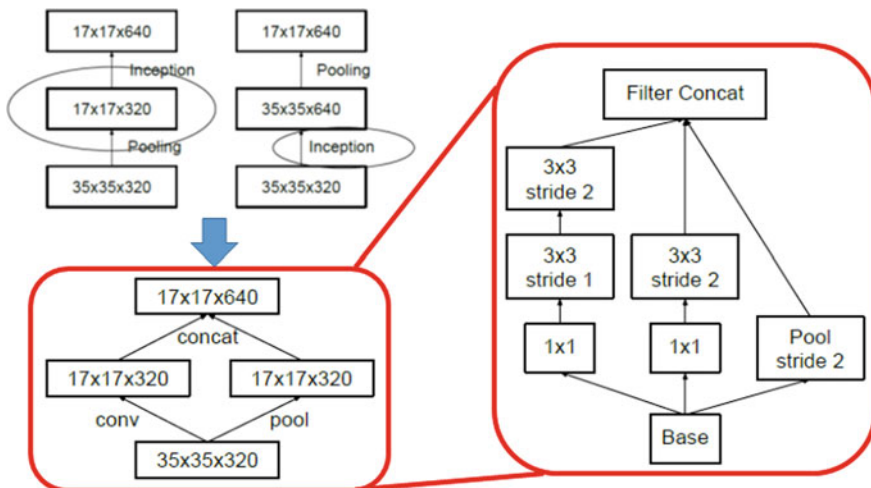 17x17x640
Inception
17x17x320
Pooling
35x35x320
17x17x640
Pooling
35x35x640
Inception
35x35x320
17x17x640
concat
17x17x320
17x17x320
conv
pool
35x35x320
Filter Concat
3x3
stride 2
3x3
stride 1
3x3
stride 2
1x1
1x1
Pool
stride 2
Base